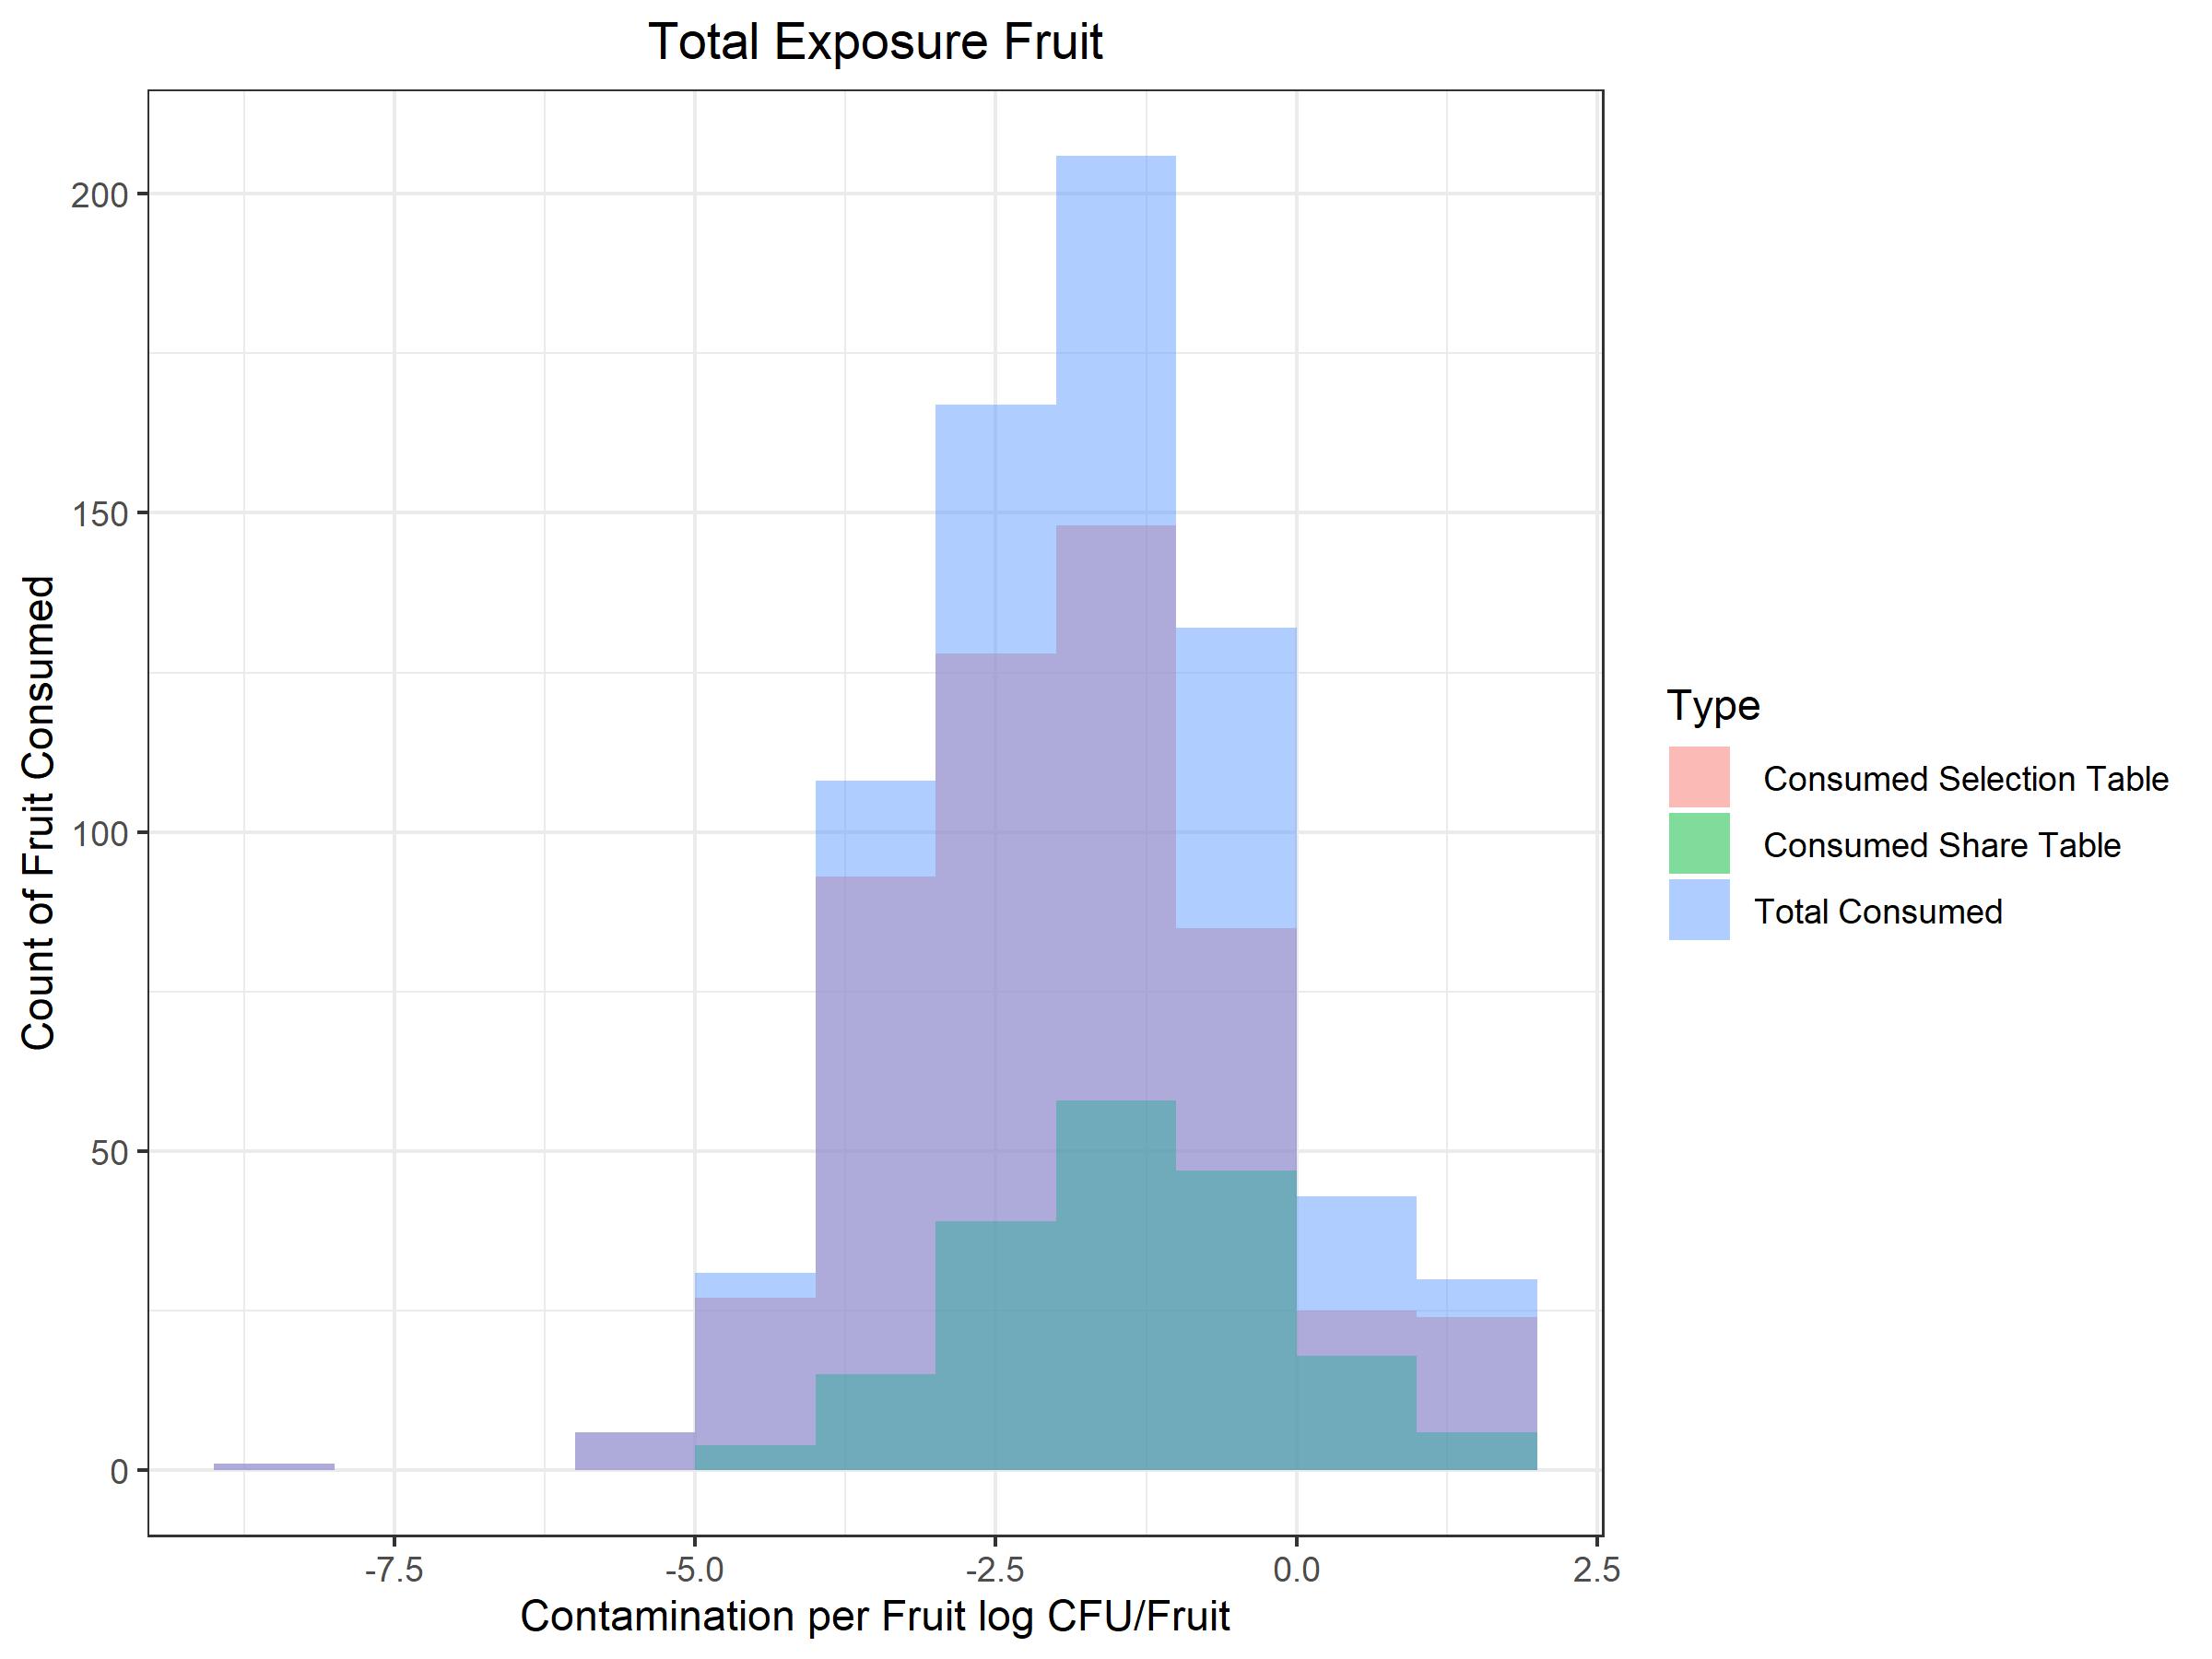 Total Exposure Fruit
200
150
100
50
0
Count of Fruit Consumed
-7.5 -5.0 -2.5 0.0 2.5
Contamination per Fruit log CFU/Fruit
Type
Consumed Selection Table
Consumed Share Table
Total Consumed